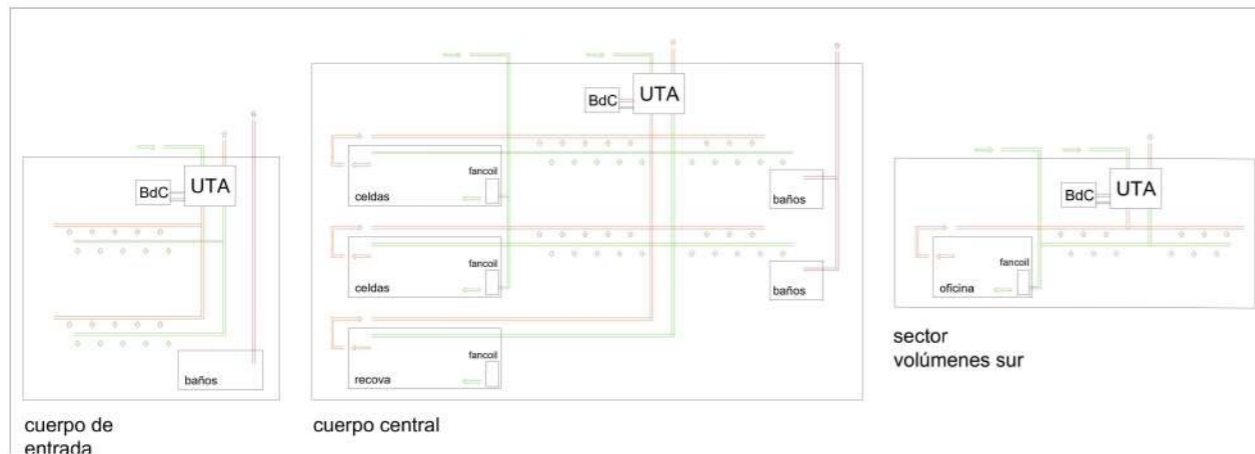 UTA
BdC
baños
cuerpo de
entrada
UTA
BdC
fancoil
celdas
baños
fancoil
celdas
baños
fancoil
recova
cuerpo central
UTA
BdC
fancoil
oficina
sector
volúmenes sur